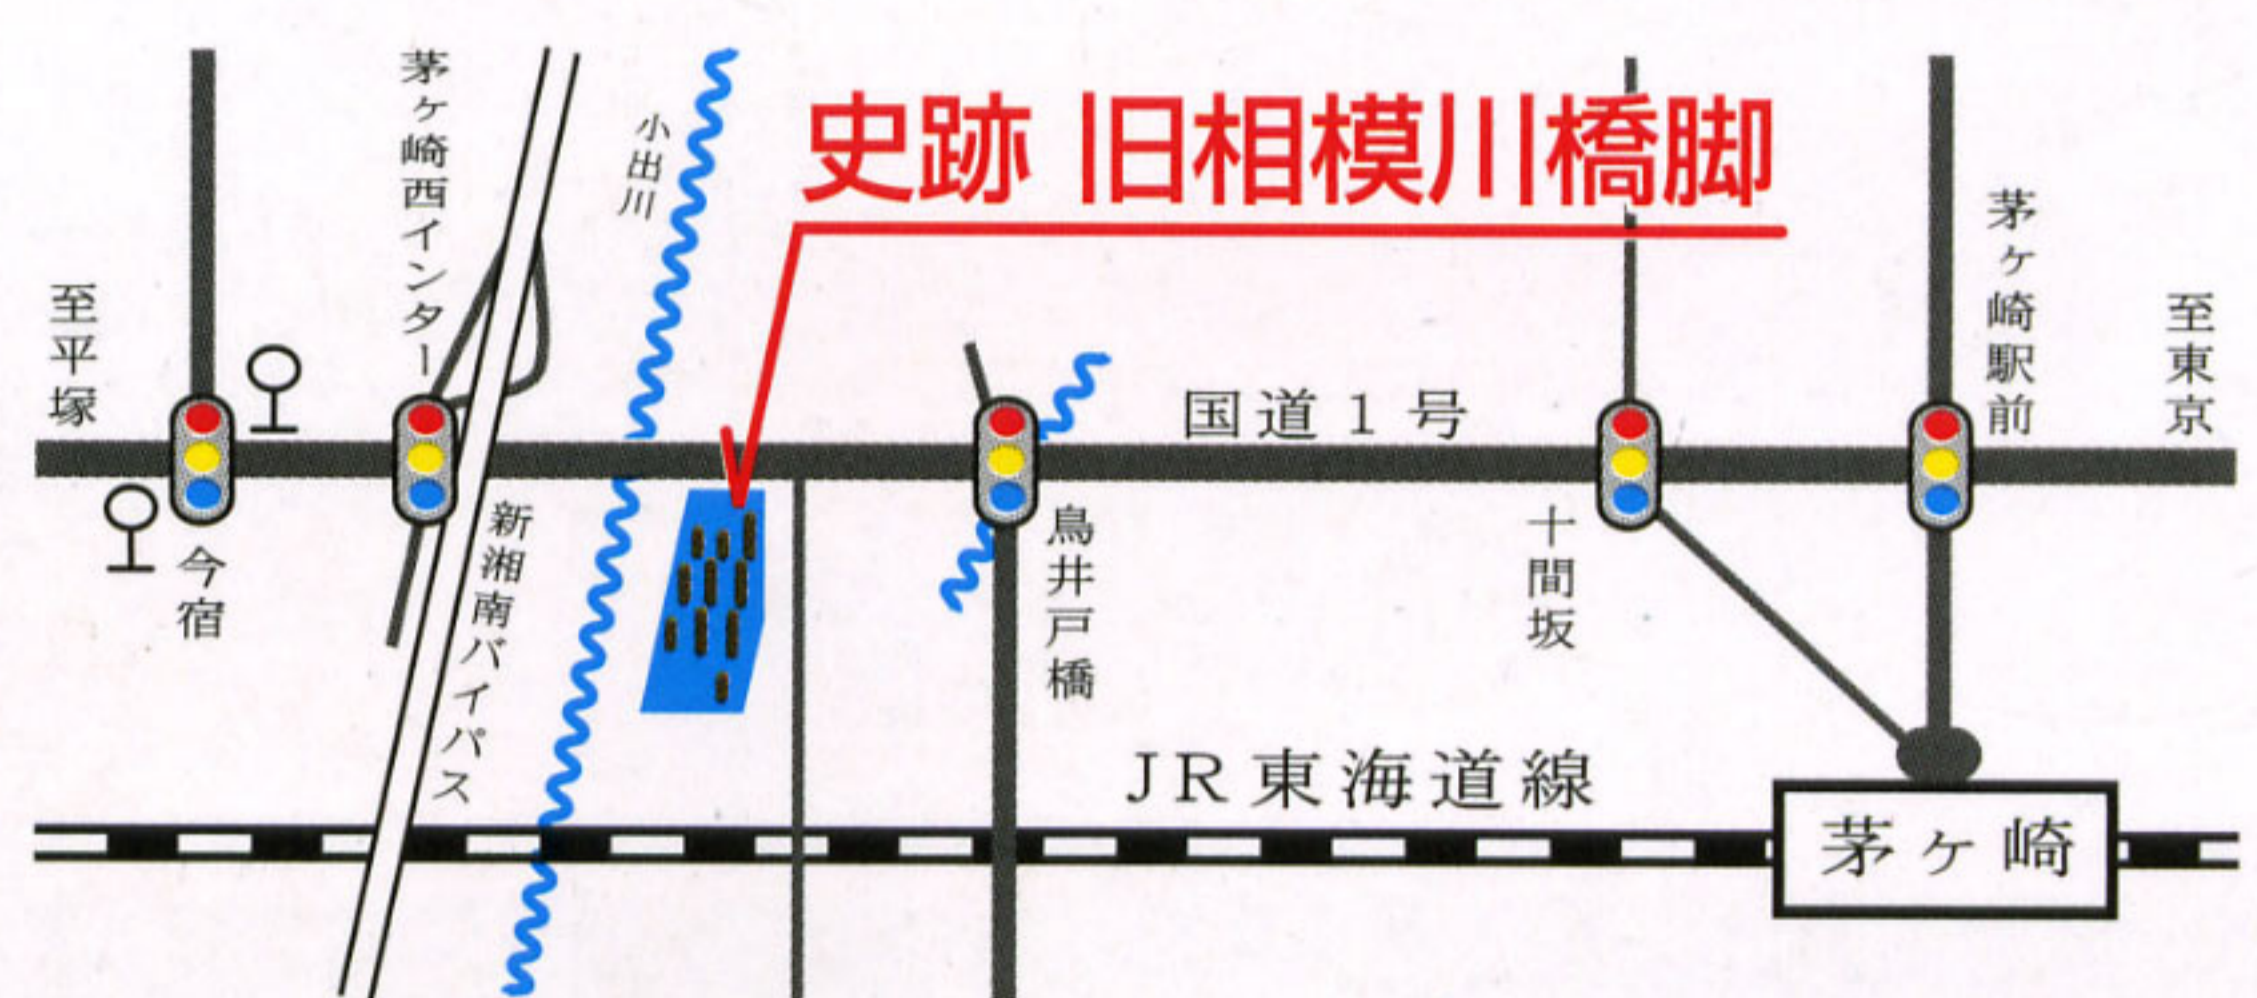 史跡 旧相模川橋脚
茅ヶ崎西インター
小出川
茅ヶ崎駅前
至平塚
至東京
国道1号
今宿
新湘南バイパス
鳥井戸橋
十間坂
JR東海道線
茅ヶ崎